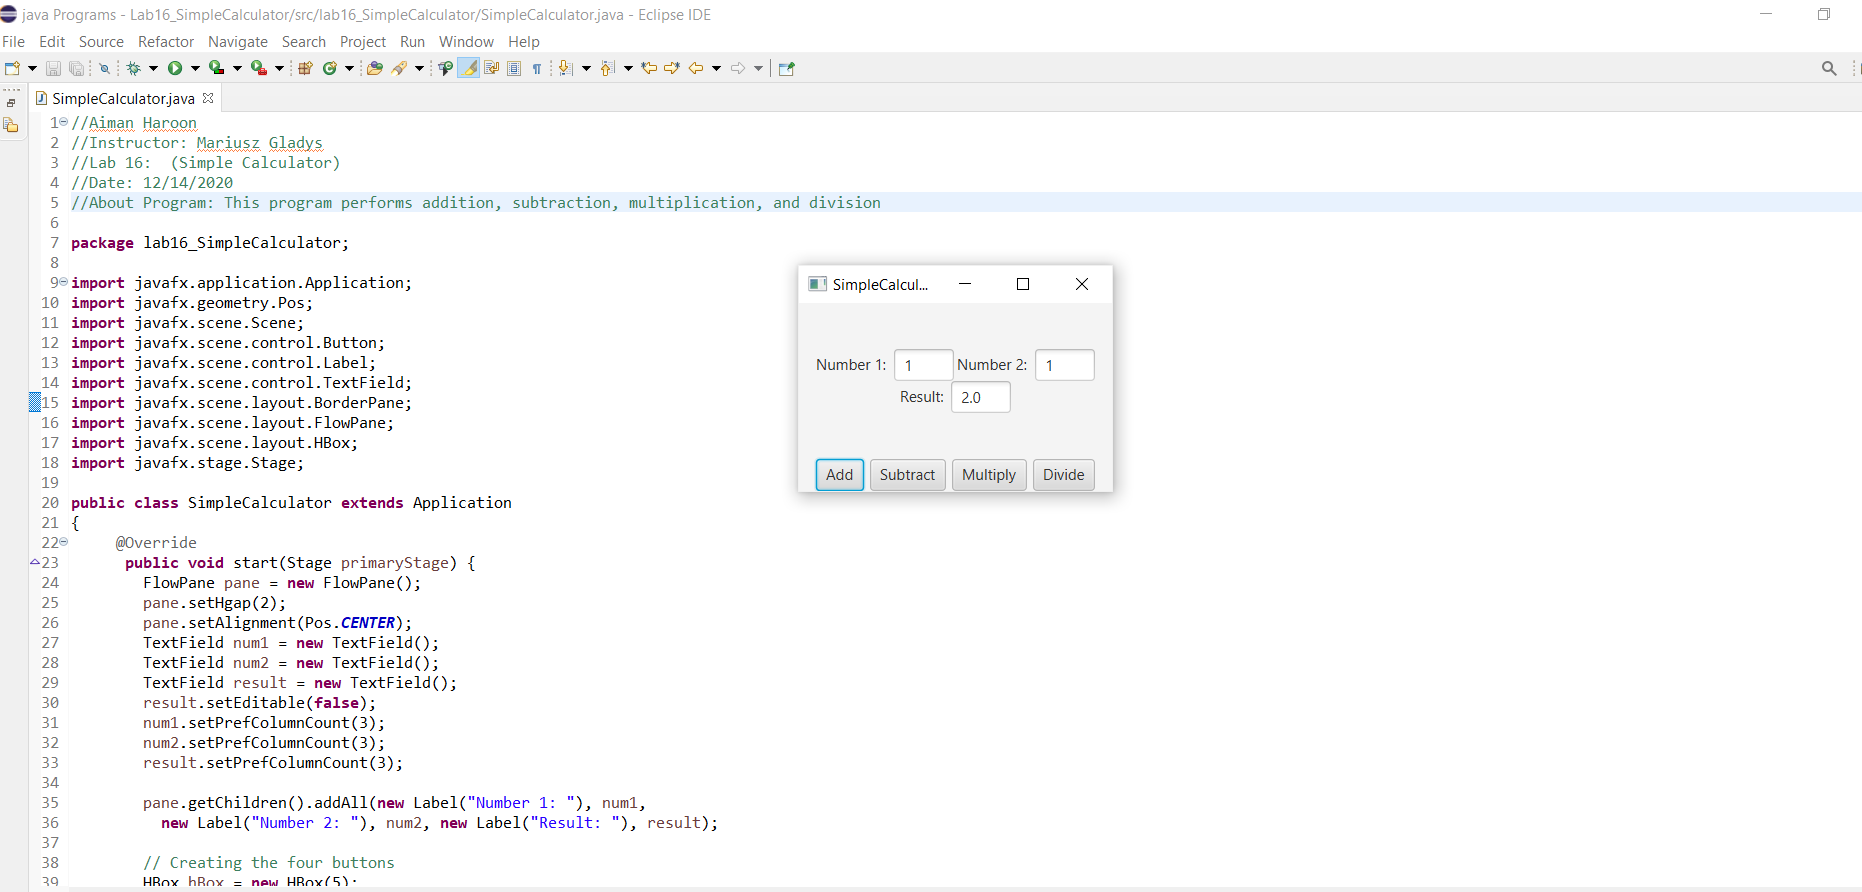 java Programs - Lab16_SimpleCalculator/src/lab16_SimpleCalculator/SimpleCalculator.java - Eclipse IDE
File Edit Source Refactor Navigate Search Project Run Window Help
SimpleCalculator.java
1 //Aiman Haroon
2 //Instructor: Mariusz Gladys
3 //Lab 16:  (Simple Calculator)
4 //Date: 12/14/2020
5 //About Program: This program performs addition, subtraction, multiplication, and division
6
7 package lab16_SimpleCalculator;
8
9 import javafx.application.Application;
10 import javafx.geometry.Pos;
11 import javafx.scene.Scene;
12 import javafx.scene.control.Button;
13 import javafx.scene.control.Label;
14 import javafx.scene.control.TextField;
15 import javafx.scene.layout.BorderPane;
16 import javafx.scene.layout.FlowPane;
17 import javafx.scene.layout.HBox;
18 import javafx.stage.Stage;
19
20 public class SimpleCalculator extends Application
21 {
22 @Override
23 public void start(Stage primaryStage) {
24 FlowPane pane = new FlowPane();
25 pane.setHgap(2);
26 pane.setAlignment(Pos.CENTER);
27 TextField num1 = new TextField();
28 TextField num2 = new TextField();
29 TextField result = new TextField();
30 result.setEditable(false);
31 num1.setPrefColumnCount(3);
32 num2.setPrefColumnCount(3);
33 result.setPrefColumnCount(3);
34
35 pane.getChildren().addAll(new Label("Number 1: "), num1,
36 new Label("Number 2: "), num2, new Label("Result: "), result);
37
38 // Creating the four buttons
39 HBox hBox = new HBox(5);
SimpleCalcul...
Number 1: 1 Number 2: 1
Result: 2.0
Add Subtract Multiply Divide